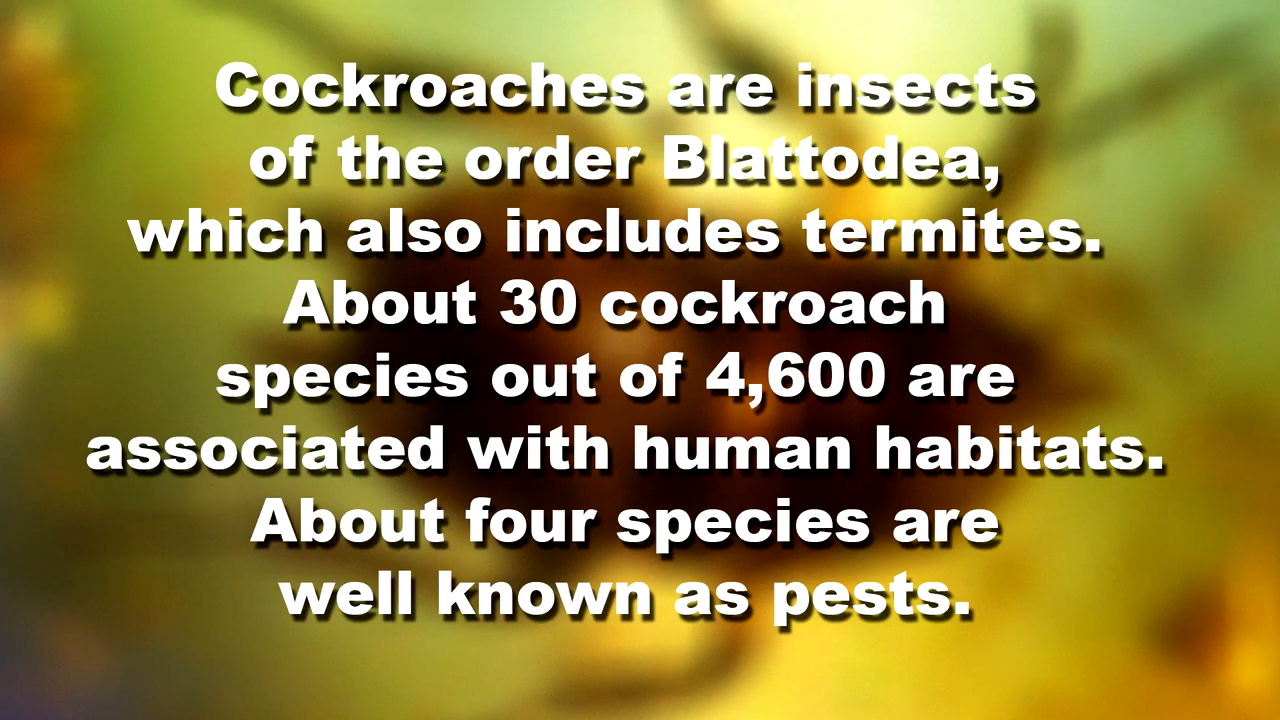 Cockroaches are insects
of the order Blattodea,
which also includes termites.
About 30 cockroach
species out of 4,600 are
associated with human habitats.
About four species are
well known as pests.